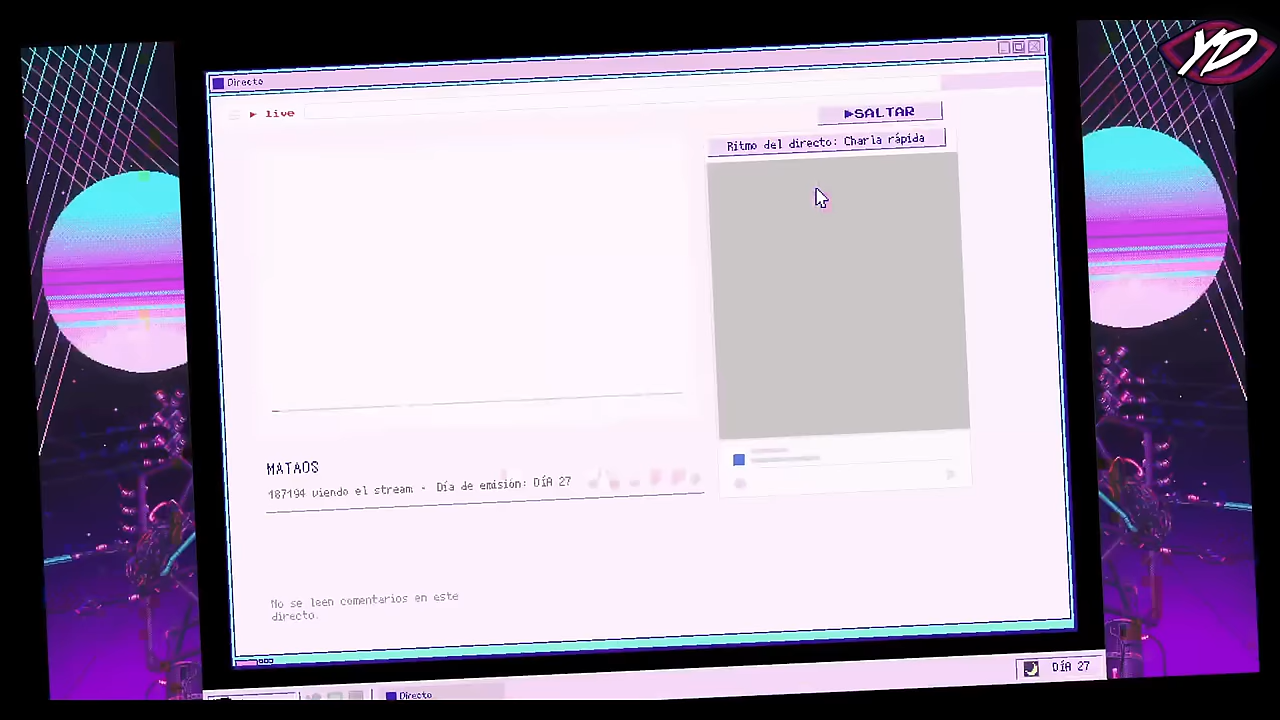 YD
Directo
live
▶SALTAR
Ritmo del directo: Charla rápida
MATAOS
187194 viendo el stream - Día de emisión: DÍA 27
No se leen comentarios en este
directo.
Directo
DÍA 27